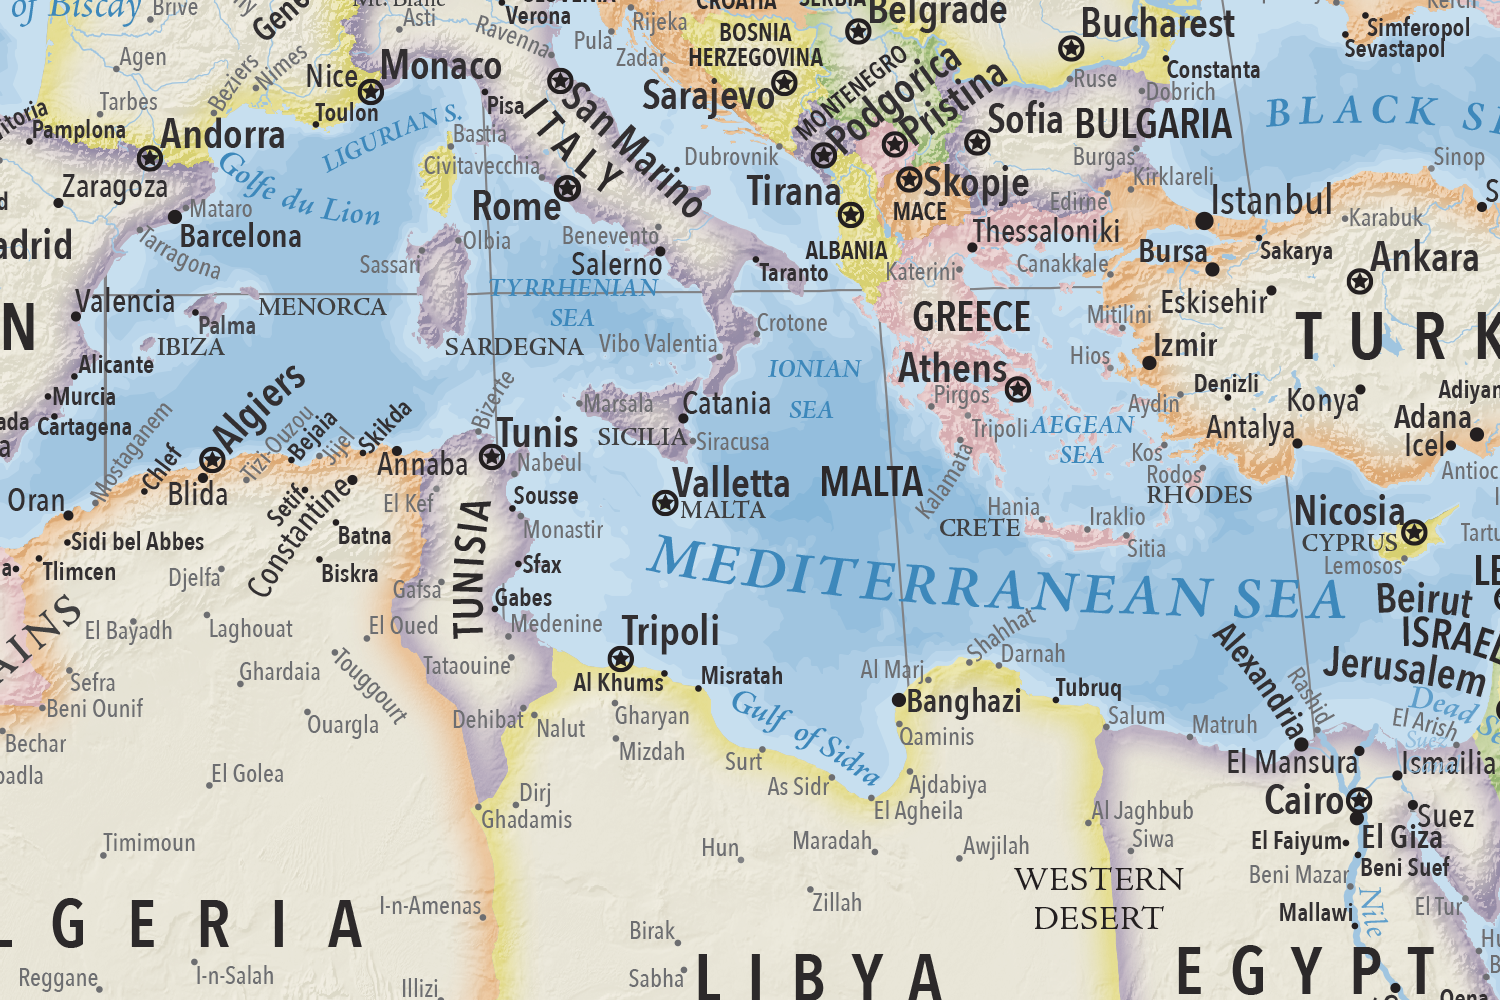 of Biscay
Brive
Mt. Blanc
Asti
Verona
CROATIA
SERBIA
Belgrade
Simferopol
Sevastapol
Rijeka
Pula
Ravenna
Zadar
BOSNIA
HERZEGOVINA
Bucharest
Agen
Nice
Monaco
Beziers
Nimes
Toulon
Tarbes
Pisa
ITALY
San Marino
Sarajevo
MONTENEGRO
Podgorica
Pristina
Ruse
Constanta
Dobrich
Sofia
BULGARIA
BLACK
Pamplona
Andorra
LIGURIAN S.
Bastia
Civitavecchia
Dubrovnik
Burgas
Sinop
Zaragoza
Golfe du Lion
Rome
Tirana
Skopje
MACE
Edirne
Kirklareli
Istanbul
Mataro
Barcelona
Tarragona
Olbia
Benevento
Salerno
ALBANIA
Thessaloniki
Karabuk
Bursa
Sakarya
Ankara
Sassari
Taranto
Katerini
Canakkale
Valencia
MENORCA
TYRRHENIAN
SEA
Eskisehir
Palma
IBIZA
SARDEGNA
Vibo Valentia
Crotone
GREECE
Mitilini
TURK
Alicante
IONIAN
SEA
Athens
Hios
Izmir
Murcia
Cartagena
Algiers
Bizerte
Marsala
Catania
Pirgos
Tripoli
AEGEAN
SEA
Denizli
Aydin
Konya
Adana
Icel
Mostaganem
Chlef
Tizi-Ouzou
Bejaia
Jijel
Skikda
Tunis
SICILIA
Siracusa
Antalya
Kos
Rodos
RHODES
Oran
Blida
Annaba
Nabeul
Valletta
MALTA
MALTA
Kalamata
Setif
Constantine
El Kef
TUNISIA
Sousse
Monastir
Hania
CRETE
Iraklio
Sitia
Nicosia
CYPRUS
Lemosos
Sidi bel Abbes
Batna
Tlimcen
Djelfa
Biskra
Sfax
MEDITERRANEAN SEA
Gafsa
Gabes
Medenine
Beirut
ISRAEL
El Bayadh
Laghouat
El Oued
Tripoli
Shahhat
Alexandria
Rashid
Jerusalem
Ghardaia
Touggourt
Tataouine
Al Khums
Misratah
Al Marj
Darnah
Sefra
Beni Ounif
Banghazi
Tubruq
Dead
Ouargla
Dehibat
Nalut
Gharyan
Gulf of Sidra
Qaminis
Salum
Matruh
El Arish
Bechar
Mizdah
Surt
El Mansura
Ismailia
El Golea
As Sidr
Ajdabiya
Dirj
Ghadamis
El Agheila
Al Jaghbub
Cairo
Suez
Timimoun
Hun
Maradah
Awjilah
Siwa
El Faiyum
El Giza
Beni Suef
WESTERN
DESERT
Beni Mazar
Zillah
I-n-Amenas
Mallawi
Nile
El Tur
LGERIA
Birak
Reggane
I-n-Salah
Illizi
Sabha
LIBYA
EGYPT